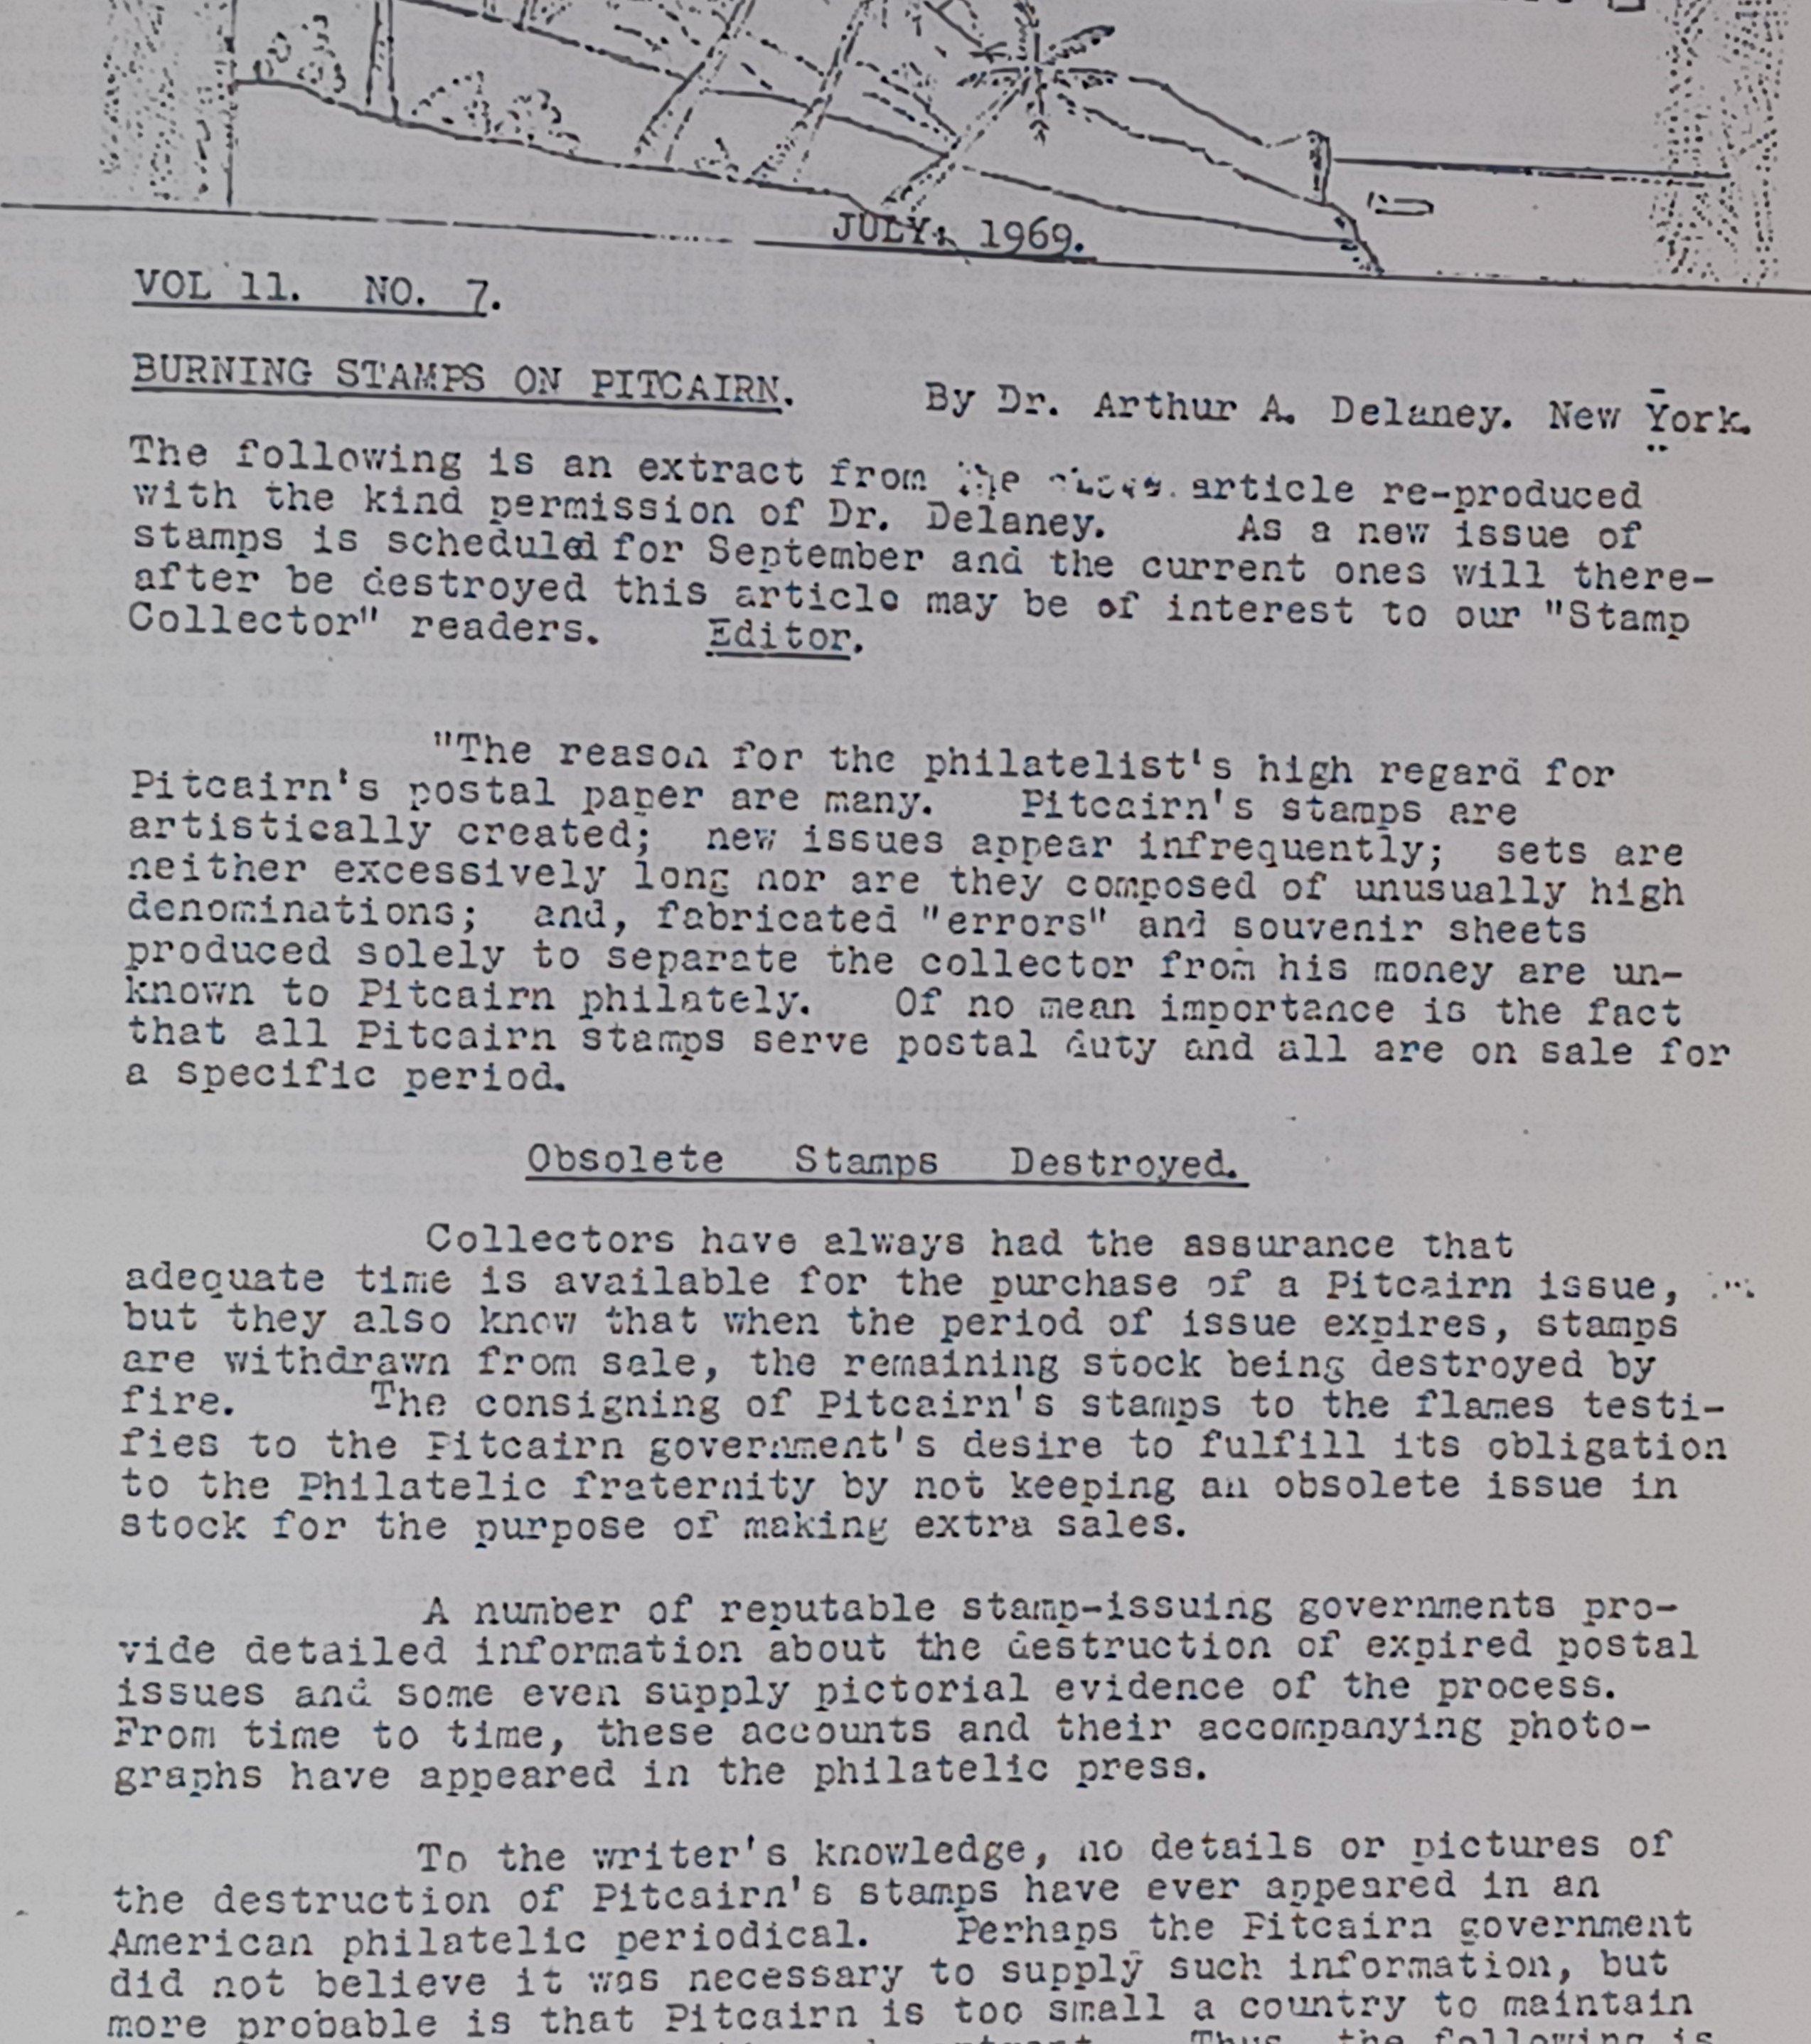 JULY, 1969.
VOL 11. NO. 7.
BURNING STAMPS ON PITCAIRN. By Dr. Arthur A. Delaney. New York.
The following is an extract from the above article re-produced
with the kind permission of Dr. Delaney. As a new issue of
stamps is scheduled for September and the current ones will there-
after be destroyed this article may be of interest to our "Stamp
Collector" readers. Editor.
"The reason for the philatelist's high regard for
Pitcairn's postal paper are many. Pitcairn's stamps are
artistically created; new issues appear infrequently; sets are
neither excessively long nor are they composed of unusually high
denominations; and, fabricated "errors" and souvenir sheets
produced solely to separate the collector from his money are un-
known to Pitcairn philately. Of no mean importance is the fact
that all Pitcairn stamps serve postal duty and all are on sale for
a specific period.
Obsolete Stamps Destroyed.
Collectors have always had the assurance that
adequate time is available for the purchase of a Pitcairn issue,
but they also know that when the period of issue expires, stamps
are withdrawn from sale, the remaining stock being destroyed by
fire. The consigning of Pitcairn's stamps to the flames testi-
fies to the Pitcairn government's desire to fulfill its obligation
to the Philatelic fraternity by not keeping an obsolete issue in
stock for the purpose of making extra sales.
A number of reputable stamp-issuing governments pro-
vide detailed information about the destruction of expired postal
issues and some even supply pictorial evidence of the process.
From time to time, these accounts and their accompanying photo-
graphs have appeared in the philatelic press.
To the writer's knowledge, no details or pictures of
the destruction of Pitcairn's stamps have ever appeared in an
American philatelic periodical. Perhaps the Pitcairn government
did not believe it was necessary to supply such information, but
more probable is that Pitcairn is too small a country to maintain
Thus, the following is